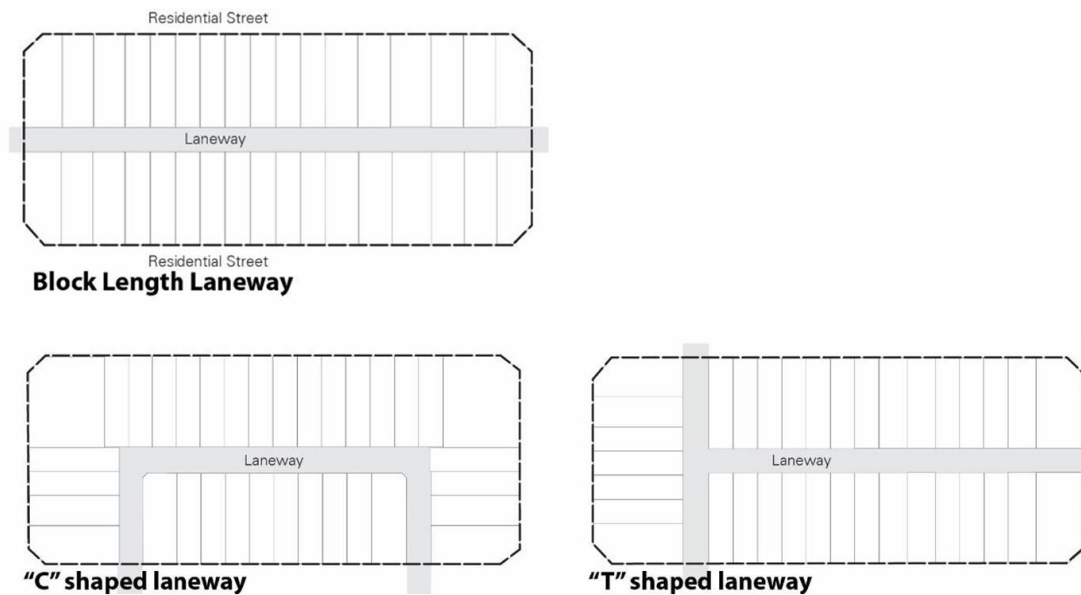 Residential Street
Laneway
Residential Street
Block Length Laneway
Laneway
“C” shaped laneway
Laneway
“T” shaped laneway